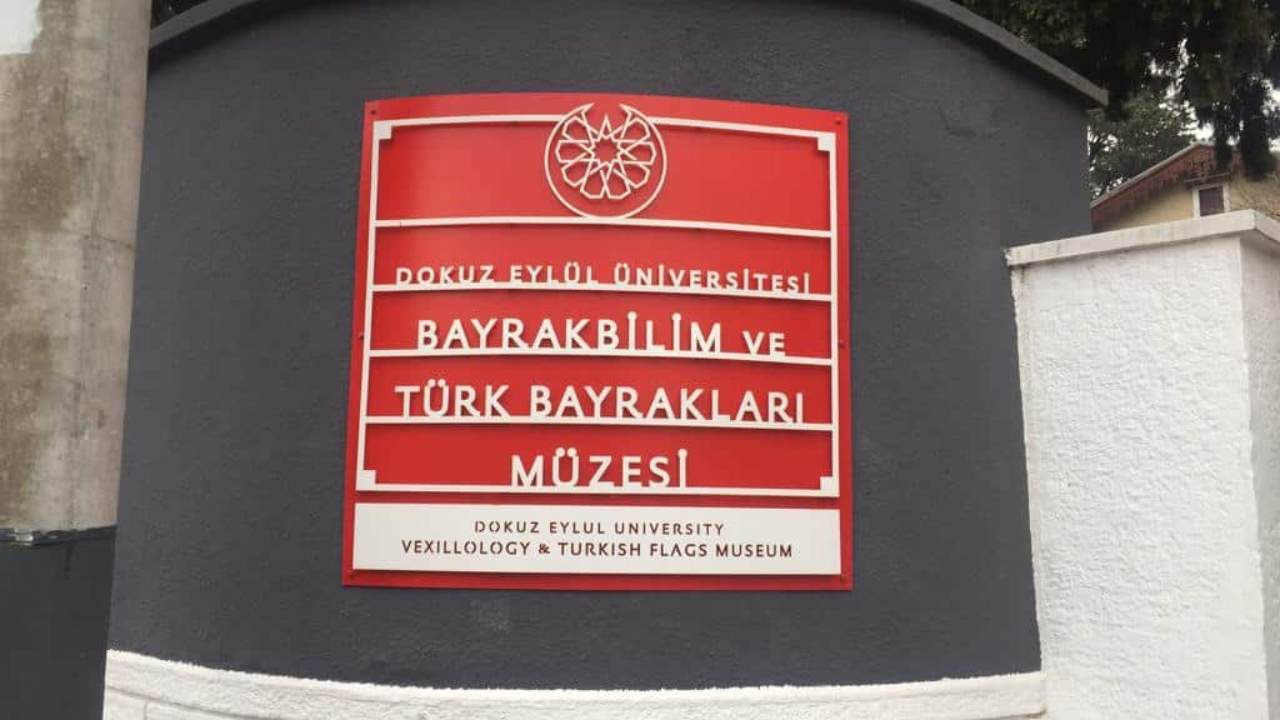 DOKUZ EYLÜL ÜNİVERSİTESİ
BAYRAKBİLİM VE
TÜRK BAYRAKLARI
MÜZESİ
DOKUZ EYLUL UNIVERSITY
VEXILLOLOGY & TURKISH FLAGS MUSEUM